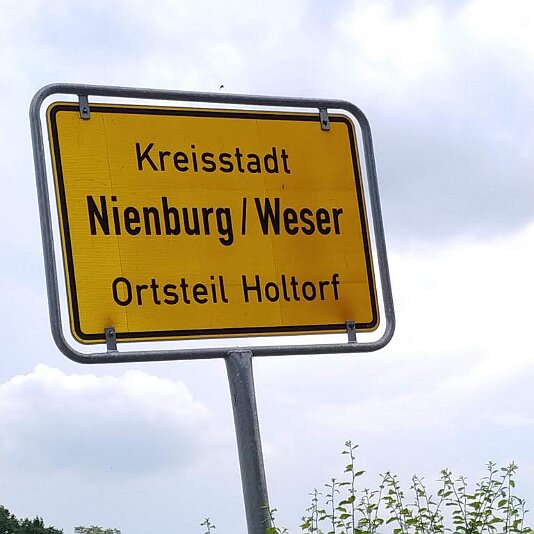 Kreisstadt
Nienburg/Weser
Ortsteil Holtorf